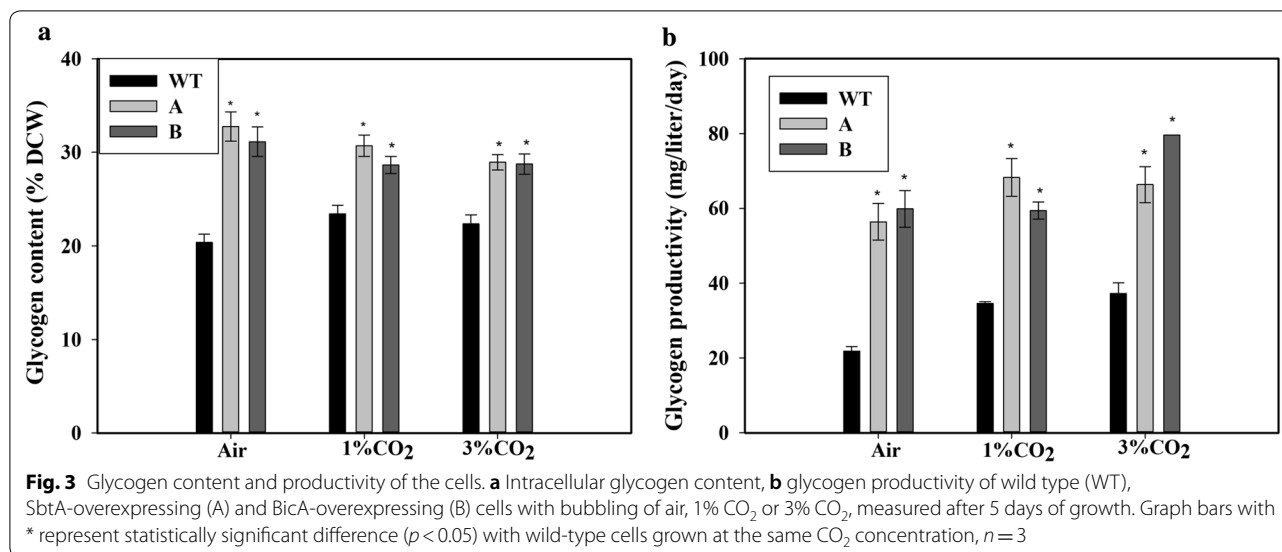 a
Glycogen content (% DCW)
40
30
20
10
0
WT
A
B
* * * * * *
Air 1%CO₂ 3%CO₂
b
Glycogen productivity (mg/liter/day)
100
80
60
40
20
0
WT
A
B
* * * * * *
Air 1%CO₂ 3%CO₂
Fig. 3 Glycogen content and productivity of the cells. a Intracellular glycogen content, b glycogen productivity of wild type (WT),
SbtA-overexpressing (A) and BicA-overexpressing (B) cells with bubbling of air, 1% CO₂ or 3% CO₂, measured after 5 days of growth. Graph bars with
* represent statistically significant difference (p < 0.05) with wild-type cells grown at the same CO₂ concentration, n = 3